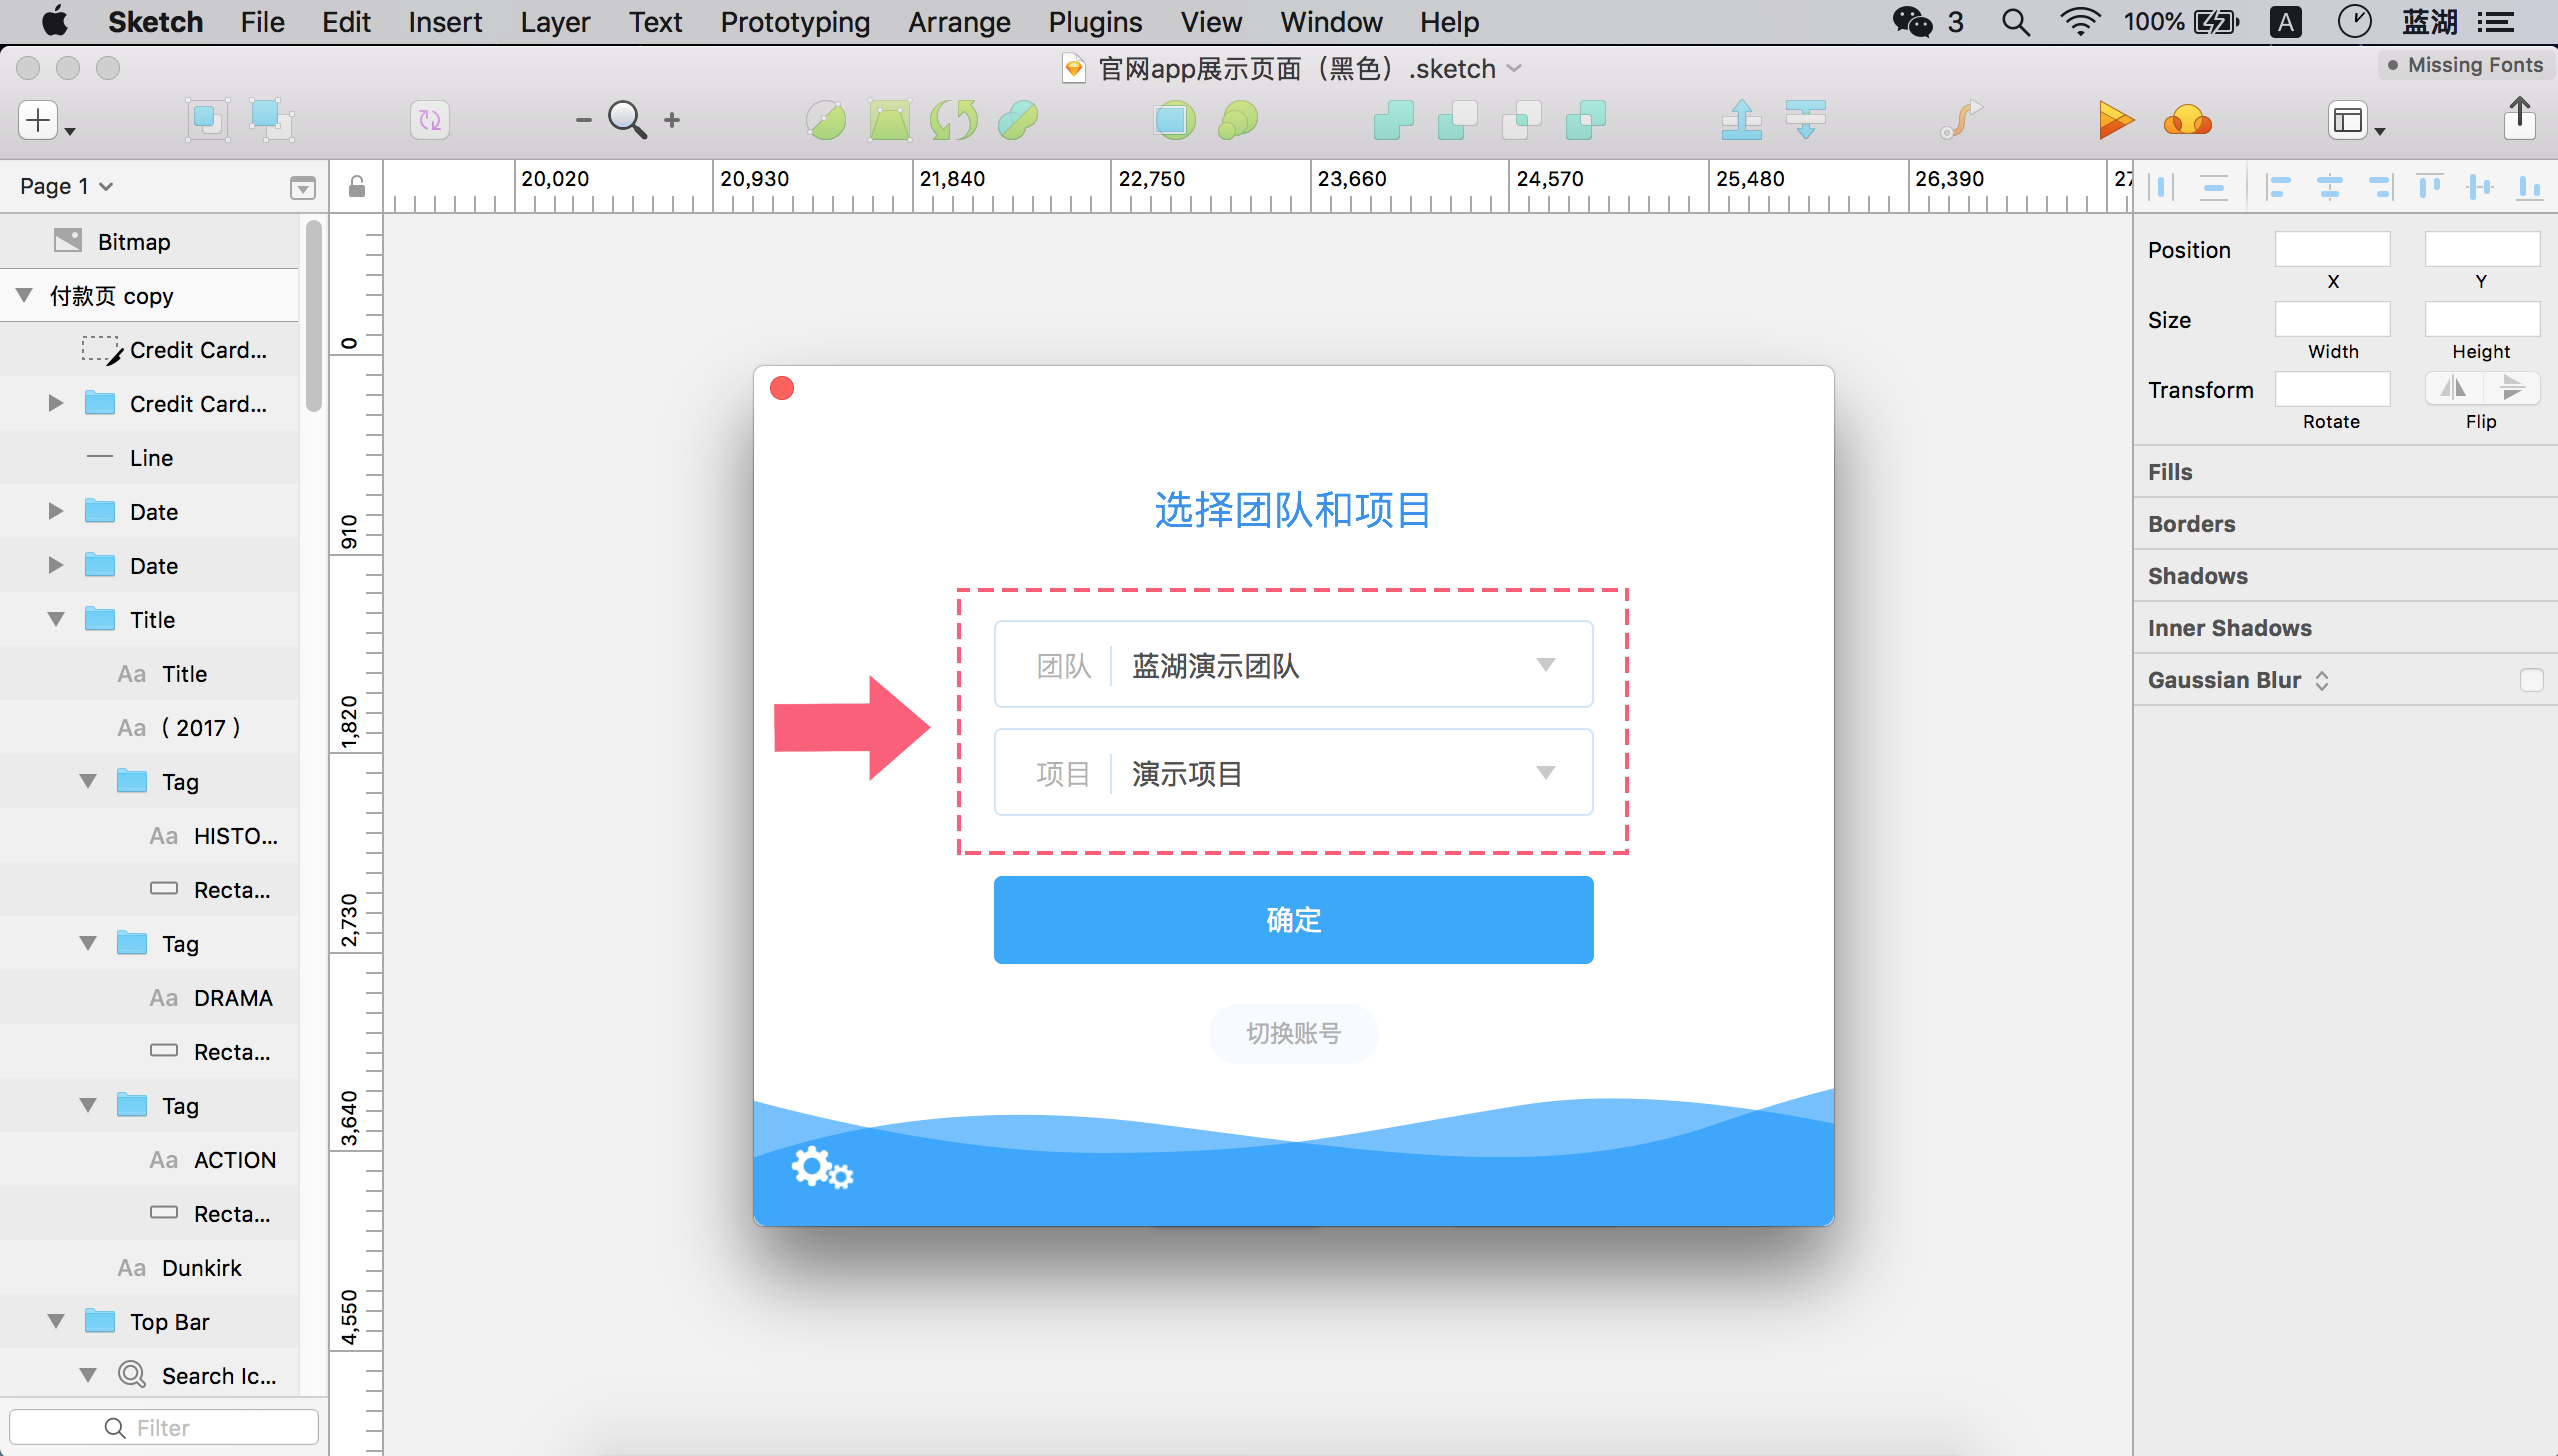 Sketch File Edit Insert Layer Text Prototyping Arrange Plugins View Window Help 3 100% A 蓝湖
官网app展示页面（黑色）.sketch
Missing Fonts
Page 1
20,020 20,930 21,840 22,750 23,660 24,570 25,480 26,390 27
Bitmap
付款页 copy
Credit Card...
Credit Card...
Line
Date
Date
Title
Aa Title
Aa ( 2017 )
Tag
Aa HISTO...
Recta...
Tag
Aa DRAMA
Recta...
Tag
Aa ACTION
Recta...
Aa Dunkirk
Top Bar
Search Ic...
Filter
0
910
1,820
2,730
3,640
4,550
选择团队和项目
团队 蓝湖演示团队
项目 演示项目
确定
切换账号
Position
X Y
Size
Width Height
Transform
Rotate Flip
Fills
Borders
Shadows
Inner Shadows
Gaussian Blur